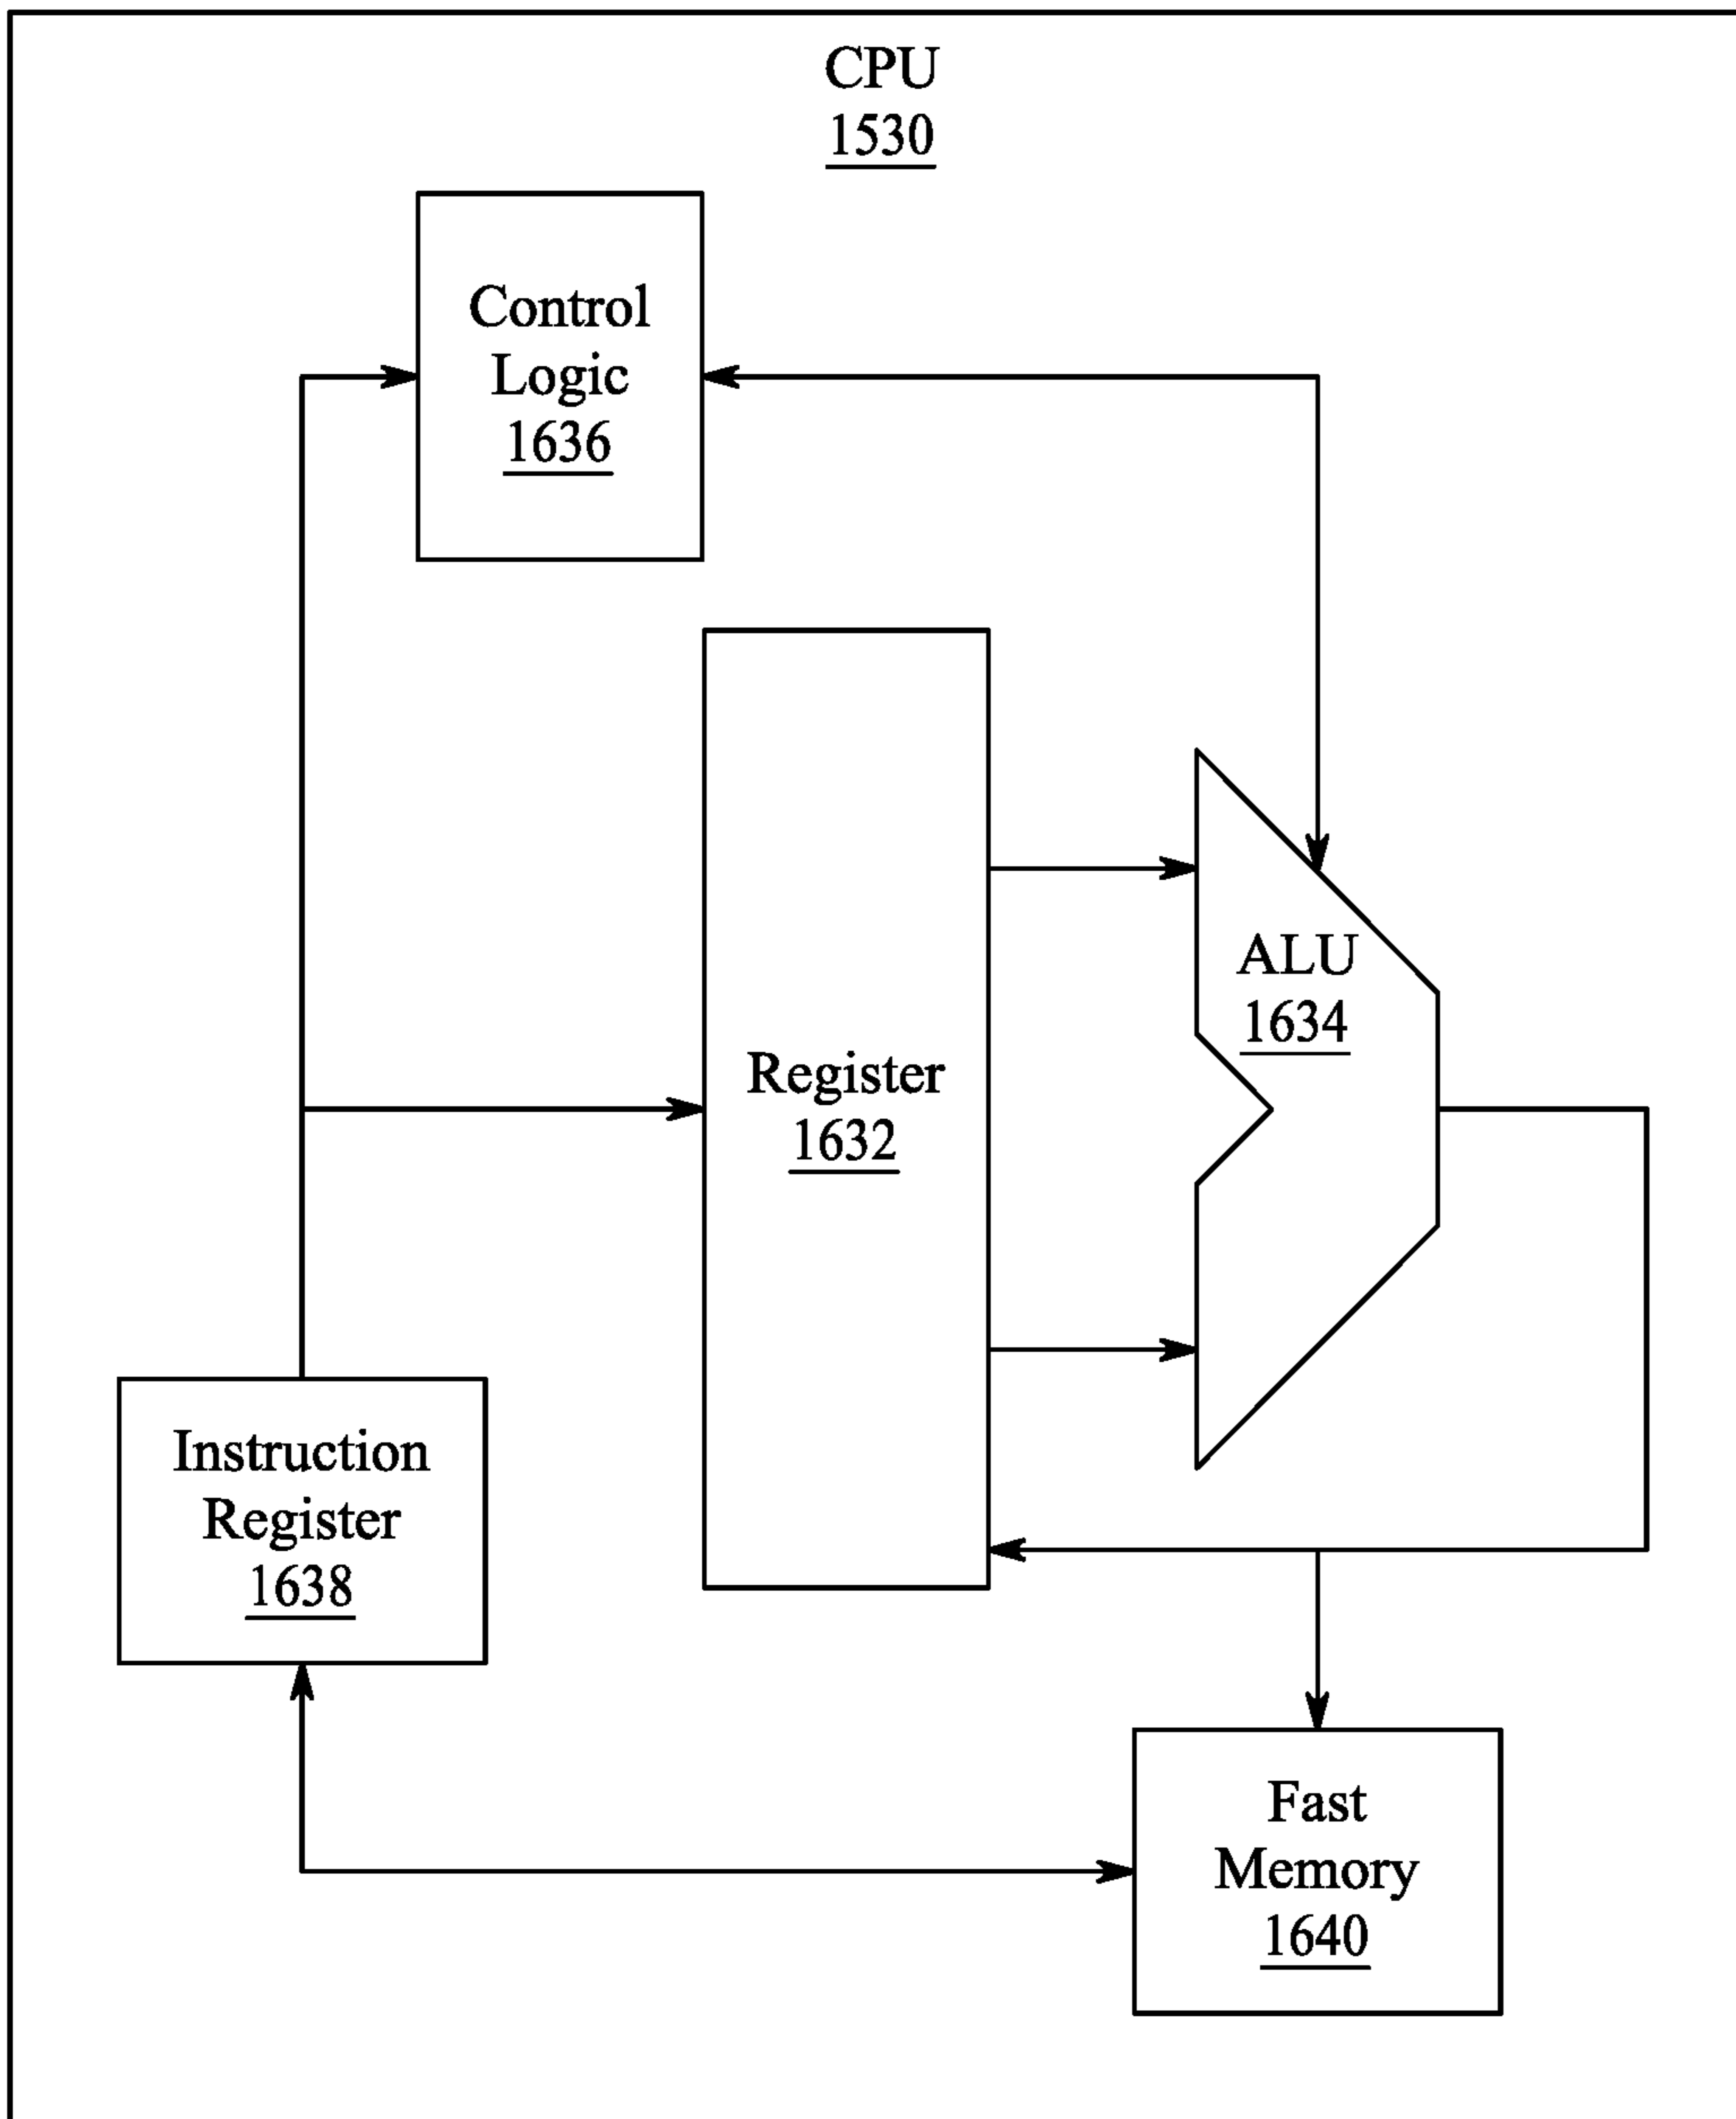 CPU
1530
Control
Logic
1636
ALU
1634
Register
1632
Instruction
Register
1638
Fast
Memory
1640